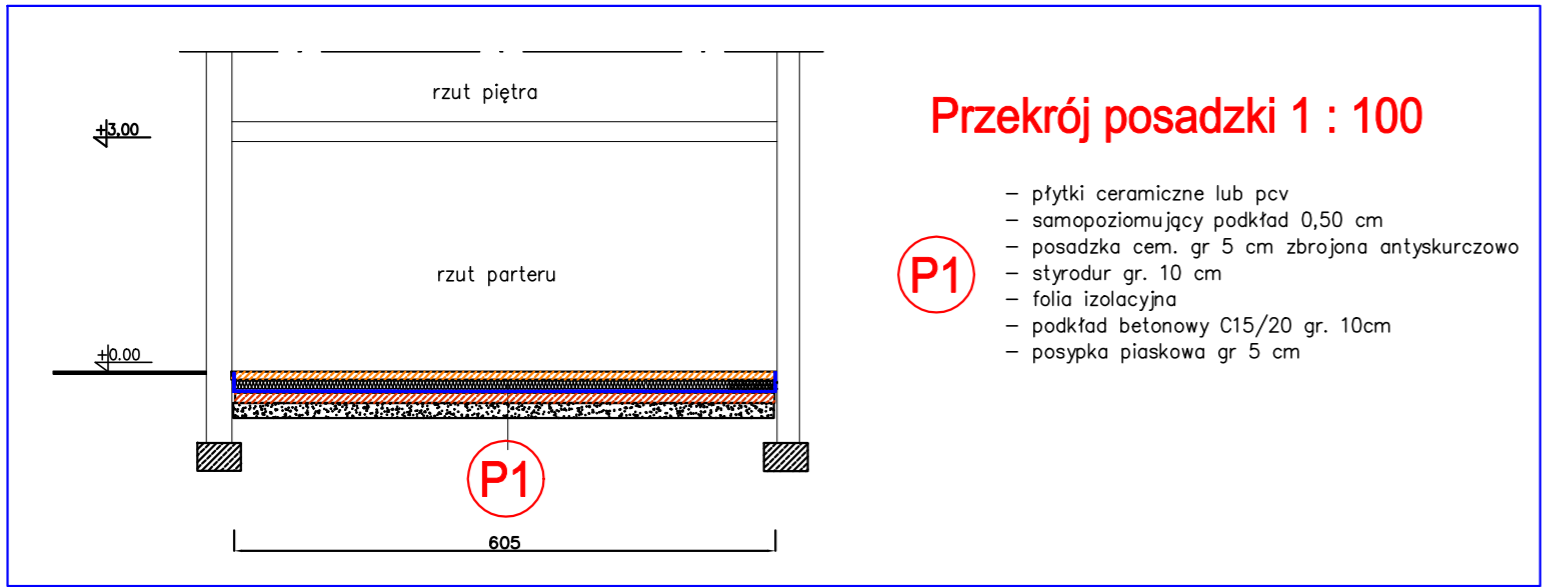 rzut piętra
+3.00
rzut parteru
+0.00
P1
605
Przekrój posadzki 1 : 100
P1
– płytki ceramiczne lub pcv
– samopoziomujący podkład 0,50 cm
– posadzka cem. gr 5 cm zbrojona antyskurczowo
– styrodur gr. 10 cm
– folia izolacyjna
– podkład betonowy C15/20 gr. 10cm
– posypka piaskowa gr 5 cm